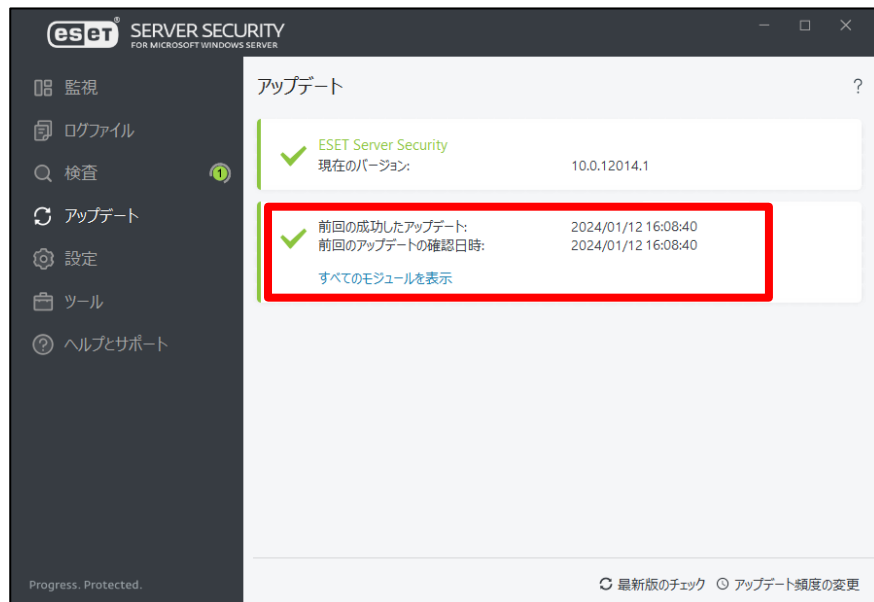 eset® SERVER SECURITY
FOR MICROSOFT WINDOWS SERVER
監視
ログファイル
検査
1
アップデート
設定
ツール
ヘルプとサポート
Progress. Protected.
アップデート
?
ESET Server Security
現在のバージョン: 10.0.12014.1
前回の成功したアップデート: 2024/01/12 16:08:40
前回のアップデートの確認日時: 2024/01/12 16:08:40
すべてのモジュールを表示
最新版のチェック アップデート頻度の変更